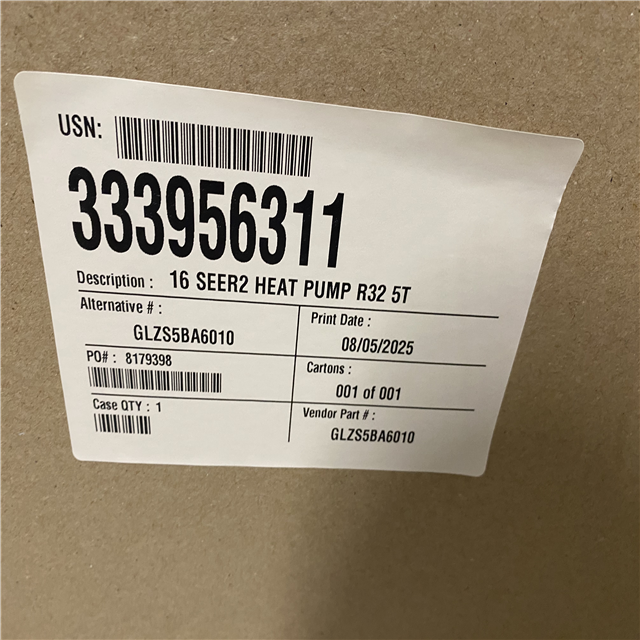 USN:
333956311
Description : 16 SEER2 HEAT PUMP R32 5T
Alternative # :
GLZS5BA6010
Print Date :
08/05/2025
PO# : 8179398
Cartons :
001 of 001
Case QTY : 1
Vendor Part # :
GLZS5BA6010